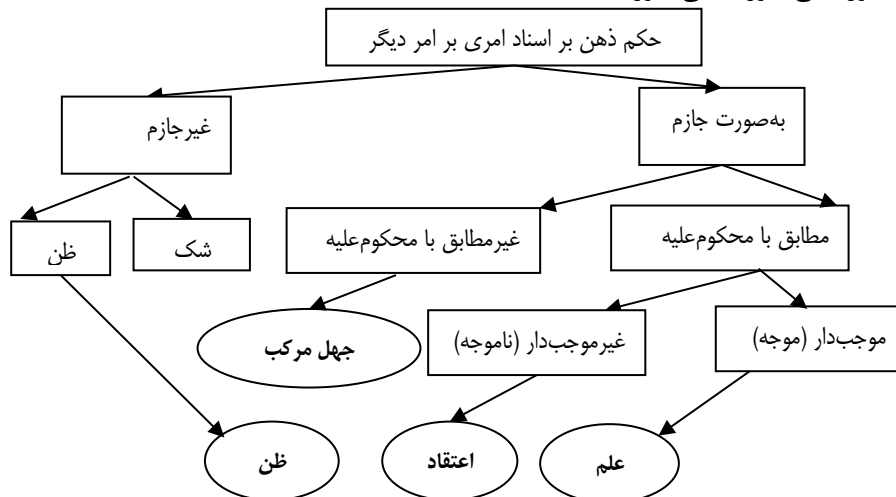 حکم ذهن بر اسناد امری بر امر دیگر
به‌صورت جازم
غیرجازم
مطابق با محکوم‌علیه
غیرمطابق با محکوم‌علیه
شک
ظن
موجب‌دار (موجه)
غیرموجب‌دار (ناموجه)
جهل مرکب
علم
اعتقاد
ظن